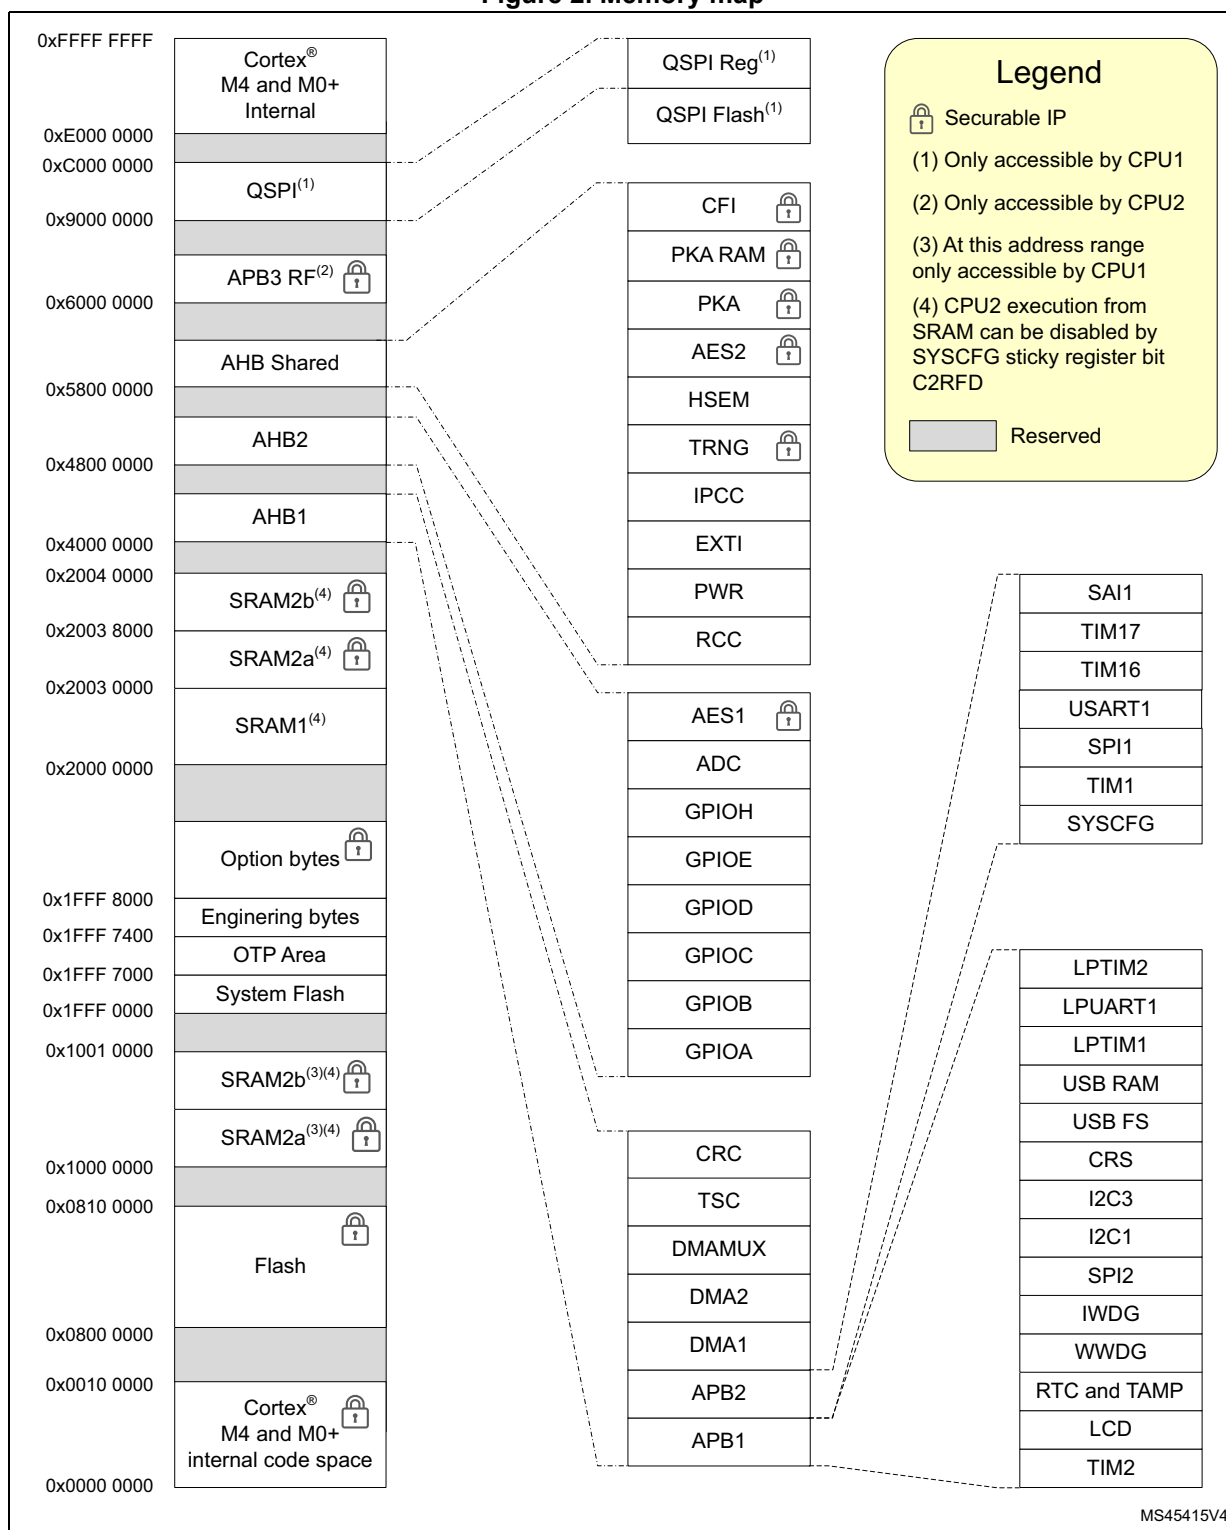 Figure 2. Memory map
0xFFFF FFFF
Cortex®
M4 and M0+
Internal
0xE000 0000
0xC000 0000
QSPI(1)
0x9000 0000
APB3 RF(2)
0x6000 0000
AHB Shared
0x5800 0000
AHB2
0x4800 0000
AHB1
0x4000 0000
0x2004 0000
SRAM2b(4)
0x2003 8000
SRAM2a(4)
0x2003 0000
SRAM1(4)
0x2000 0000
Option bytes
0x1FFF 8000
Enginering bytes
0x1FFF 7400
OTP Area
0x1FFF 7000
System Flash
0x1FFF 0000
0x1001 0000
SRAM2b(3)(4)
SRAM2a(3)(4)
0x1000 0000
0x0810 0000
Flash
0x0800 0000
0x0010 0000
Cortex®
M4 and M0+
internal code space
0x0000 0000
QSPI Reg(1)
QSPI Flash(1)
CFI
PKA RAM
PKA
AES2
HSEM
TRNG
IPCC
EXTI
PWR
RCC
AES1
ADC
GPIOH
GPIOE
GPIOD
GPIOC
GPIOB
GPIOA
CRC
TSC
DMAMUX
DMA2
DMA1
APB2
APB1
Legend
Securable IP
(1) Only accessible by CPU1
(2) Only accessible by CPU2
(3) At this address range
only accessible by CPU1
(4) CPU2 execution from
SRAM can be disabled by
SYSCFG sticky register bit
C2RFD
Reserved
SAI1
TIM17
TIM16
USART1
SPI1
TIM1
SYSCFG
LPTIM2
LPUART1
LPTIM1
USB RAM
USB FS
CRS
I2C3
I2C1
SPI2
IWDG
WWDG
RTC and TAMP
LCD
TIM2
MS45415V4